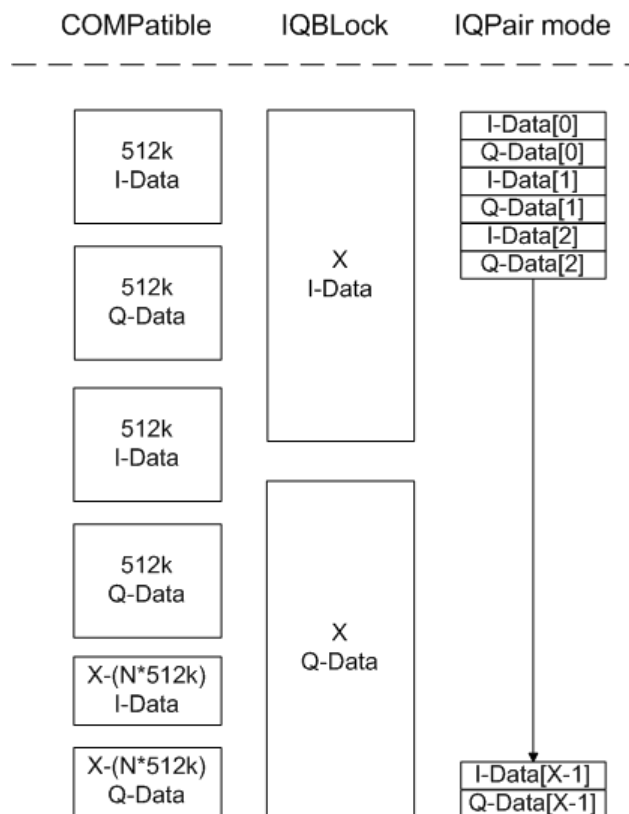 COMPatible IQBLock IQPair mode
512k
I-Data
512k
Q-Data
512k
I-Data
512k
Q-Data
X-(N*512k)
I-Data
X-(N*512k)
Q-Data
X
I-Data
X
Q-Data
I-Data[0]
Q-Data[0]
I-Data[1]
Q-Data[1]
I-Data[2]
Q-Data[2]
I-Data[X-1]
Q-Data[X-1]